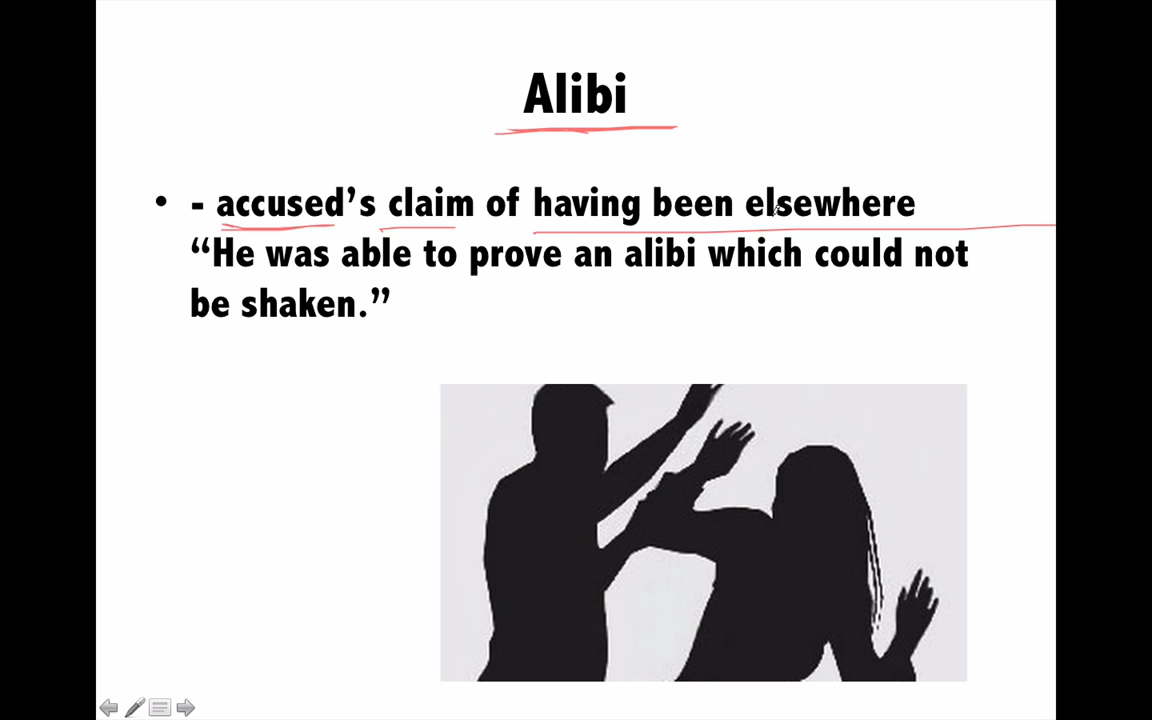 Alibi
• - accused's claim of having been elsewhere
“He was able to prove an alibi which could not
be shaken.”